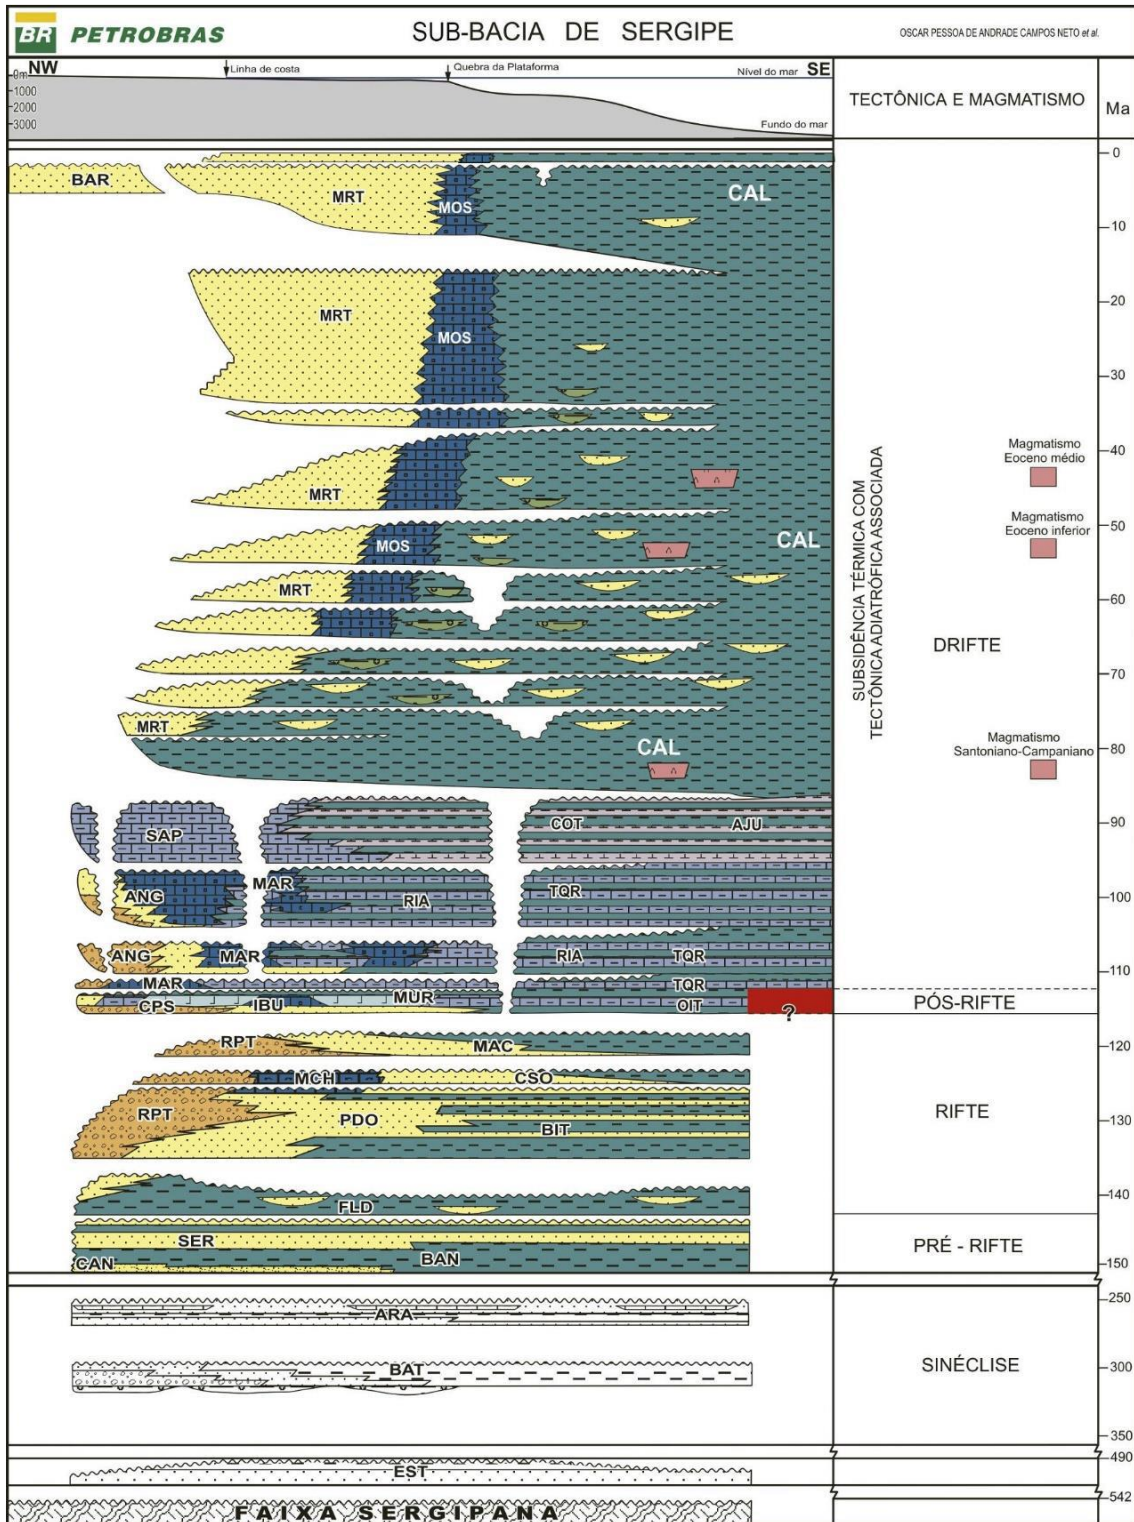 BR PETROBRAS
SUB-BACIA DE SERGIPE
OSCAR PESSOA DE ANDRADE CAMPOS NETO et al.
NW
Linha de costa
Quebra da Plataforma
Nível do mar
SE
0m
1000
2000
3000
Fundo do mar
TECTÔNICA E MAGMATISMO
Ma
BAR
MRT
MOS
CAL
MRT
MOS
MRT
MOS
CAL
MRT
MRT
CAL
SAP
COT
AJU
ANG
MAR
RIA
TQR
ANG
MAR
RIA
TQR
MAR
TQR
CPS
IBU
MUR
OIT
?
RPT
MAC
MCH
CSO
RPT
PDO
BIT
FLD
SER
CAN
BAN
ARA
BAT
EST
FAIXA SERGIPANA
SUBSIDÊNCIA TÉRMICA COM
TECTÔNICA ADIATRÓFICA ASSOCIADA
Magmatismo
Eoceno médio
Magmatismo
Eoceno inferior
DRIFTE
Magmatismo
Santoniano-Campaniano
PÓS-RIFTE
RIFTE
PRÉ - RIFTE
SINÉCLISE
0
10
20
30
40
50
60
70
80
90
100
110
120
130
140
150
250
300
350
490
542